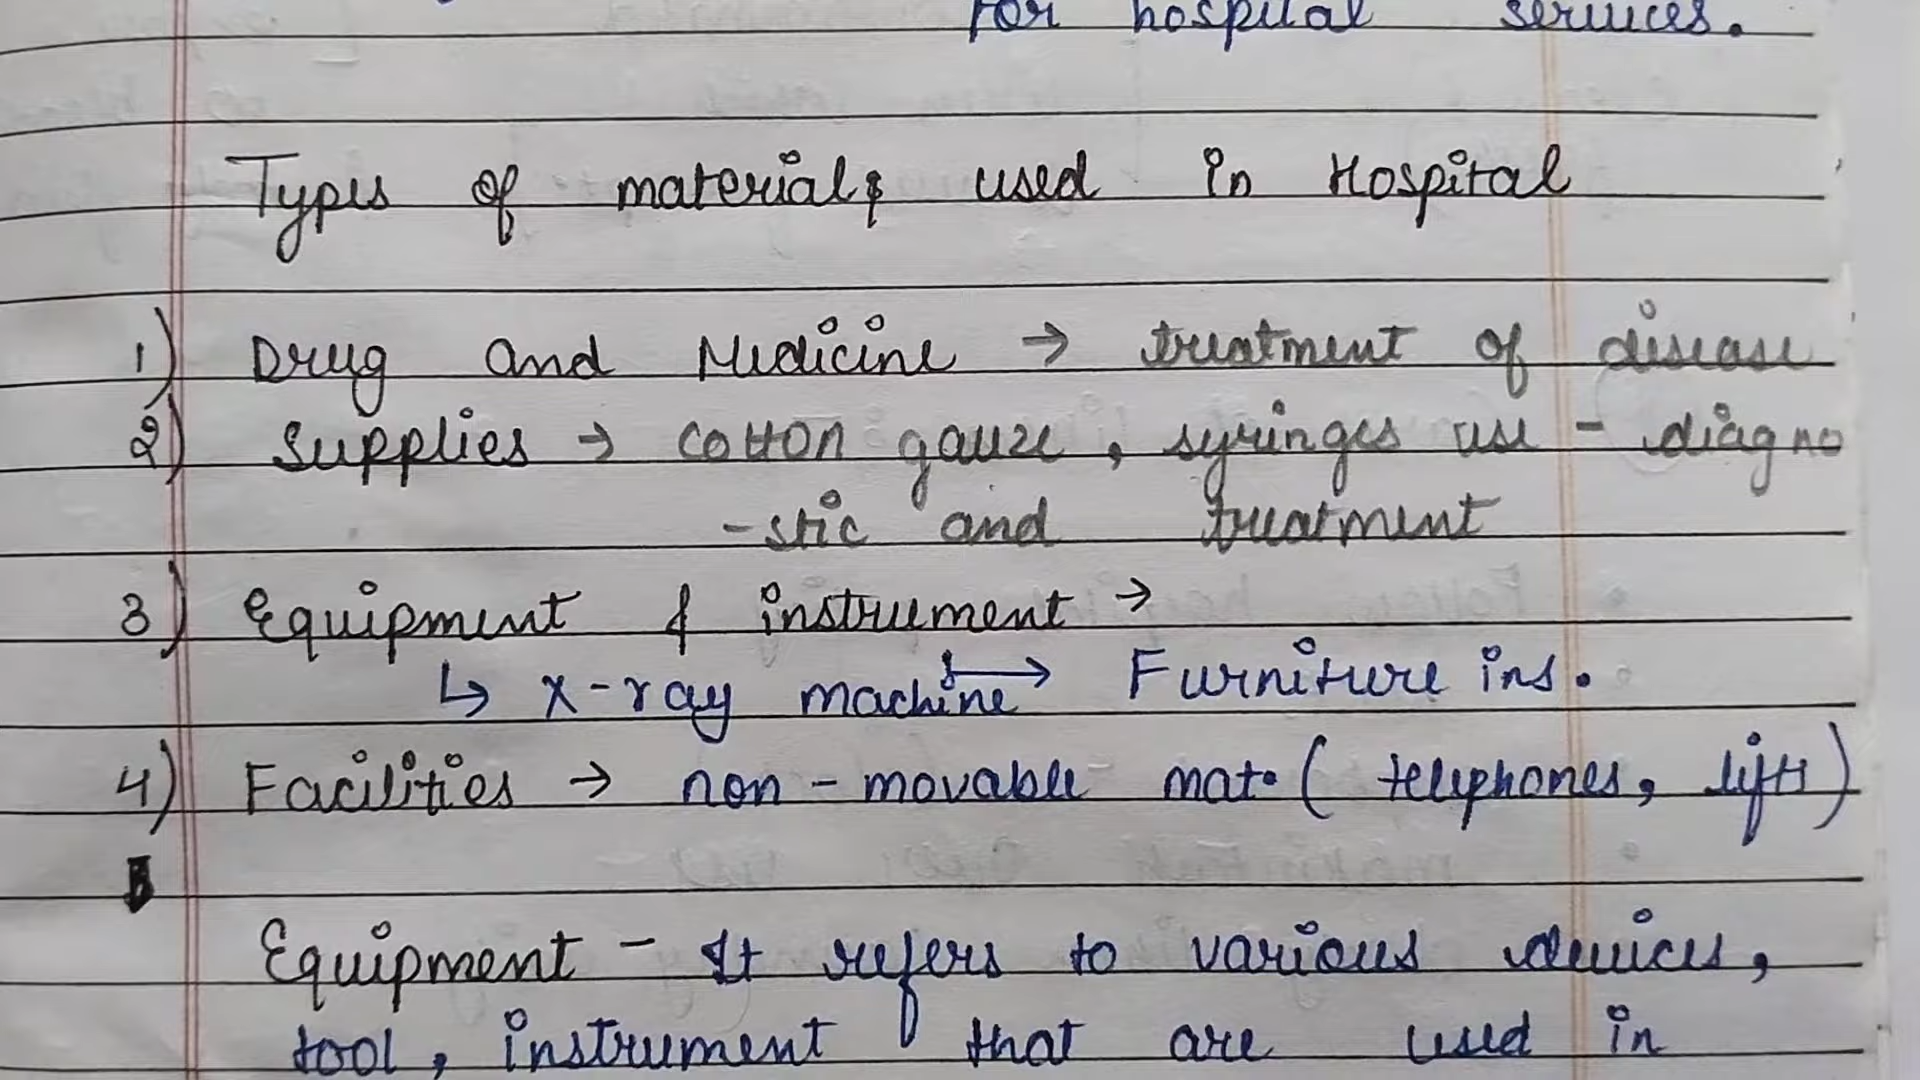 For hospital services.
Types of materials used in Hospital
1) Drug and Medicine → treatment of disease
2) Supplies → cotton gauze, syringes use - diagno
-stic and treatment
3) Equipment & instrument →
↳ x-ray machine → Furniture ins.
4) Facilities → non-movable mat. (telephones, lifts)
Equipment - It refers to various devices,
tool, instrument that are used in